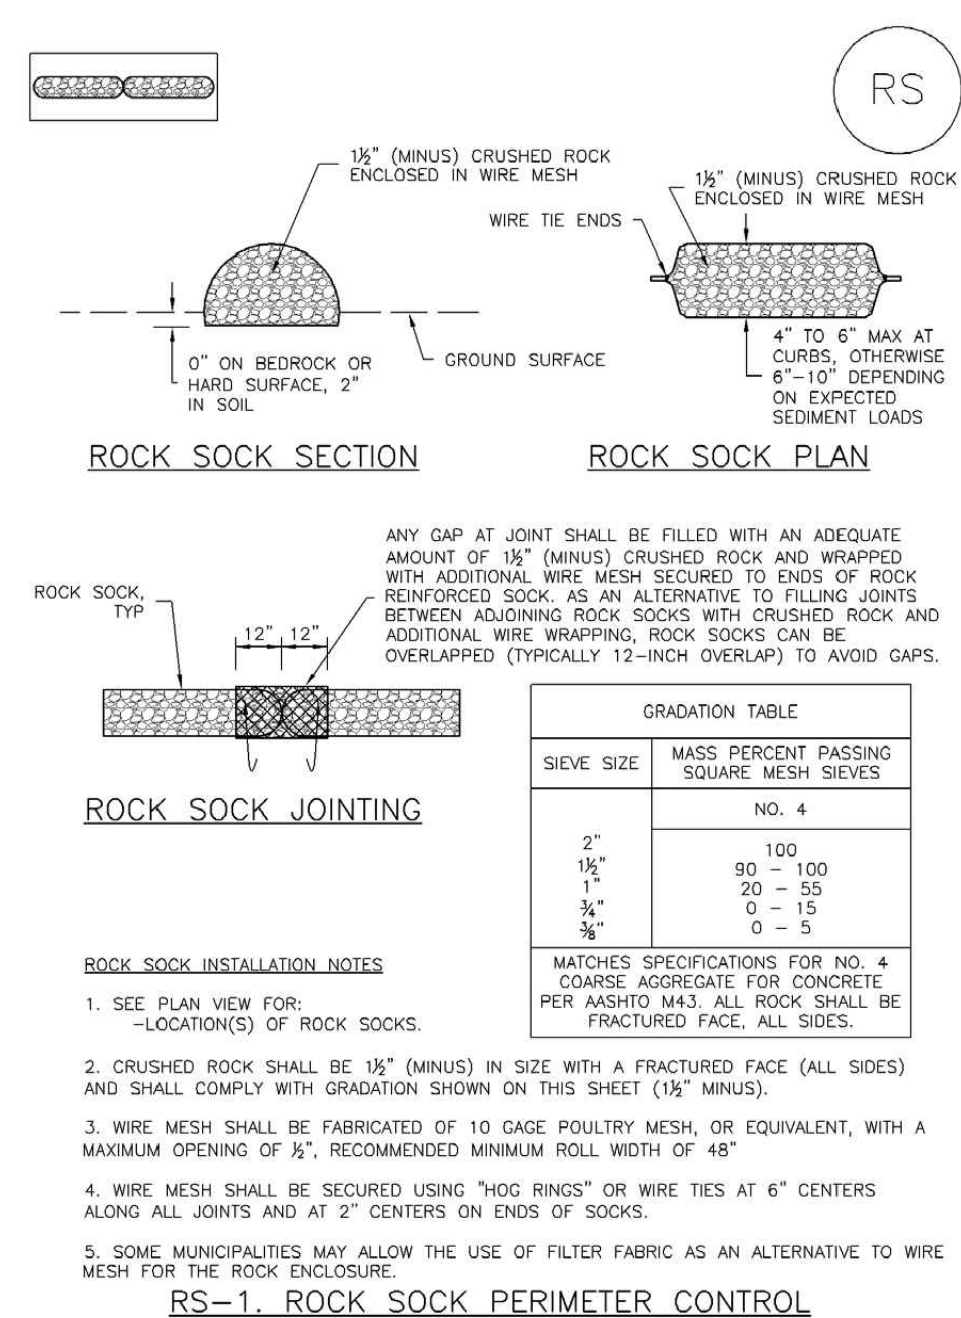 RS
1½" (MINUS) CRUSHED ROCK
ENCLOSED IN WIRE MESH
0" ON BEDROCK OR
HARD SURFACE, 2"
IN SOIL
GROUND SURFACE
ROCK SOCK SECTION
1½" (MINUS) CRUSHED ROCK
ENCLOSED IN WIRE MESH
WIRE TIE ENDS
4" TO 6" MAX AT
CURBS, OTHERWISE
6"-10" DEPENDING
ON EXPECTED
SEDIMENT LOADS
ROCK SOCK PLAN
ANY GAP AT JOINT SHALL BE FILLED WITH AN ADEQUATE
AMOUNT OF 1½" (MINUS) CRUSHED ROCK AND WRAPPED
WITH ADDITIONAL WIRE MESH SECURED TO ENDS OF ROCK
REINFORCED SOCK. AS AN ALTERNATIVE TO FILLING JOINTS
BETWEEN ADJOINING ROCK SOCKS WITH CRUSHED ROCK AND
ADDITIONAL WIRE WRAPPING, ROCK SOCKS CAN BE
OVERLAPPED (TYPICALLY 12-INCH OVERLAP) TO AVOID GAPS.
ROCK SOCK,
TYP
12" 12"
ROCK SOCK JOINTING
GRADATION TABLE
SIEVE SIZE
MASS PERCENT PASSING
SQUARE MESH SIEVES
NO. 4
2" 100
1½" 90 - 100
1" 20 - 55
¾" 0 - 15
⅜" 0 - 5
MATCHES SPECIFICATIONS FOR NO. 4
COARSE AGGREGATE FOR CONCRETE
PER AASHTO M43. ALL ROCK SHALL BE
FRACTURED FACE, ALL SIDES.
ROCK SOCK INSTALLATION NOTES
1. SEE PLAN VIEW FOR:
-LOCATION(S) OF ROCK SOCKS.
2. CRUSHED ROCK SHALL BE 1½" (MINUS) IN SIZE WITH A FRACTURED FACE (ALL SIDES)
AND SHALL COMPLY WITH GRADATION SHOWN ON THIS SHEET (1½" MINUS).
3. WIRE MESH SHALL BE FABRICATED OF 10 GAGE POULTRY MESH, OR EQUIVALENT, WITH A
MAXIMUM OPENING OF ½", RECOMMENDED MINIMUM ROLL WIDTH OF 48"
4. WIRE MESH SHALL BE SECURED USING "HOG RINGS" OR WIRE TIES AT 6" CENTERS
ALONG ALL JOINTS AND AT 2" CENTERS ON ENDS OF SOCKS.
5. SOME MUNICIPALITIES MAY ALLOW THE USE OF FILTER FABRIC AS AN ALTERNATIVE TO WIRE
MESH FOR THE ROCK ENCLOSURE.
RS-1. ROCK SOCK PERIMETER CONTROL